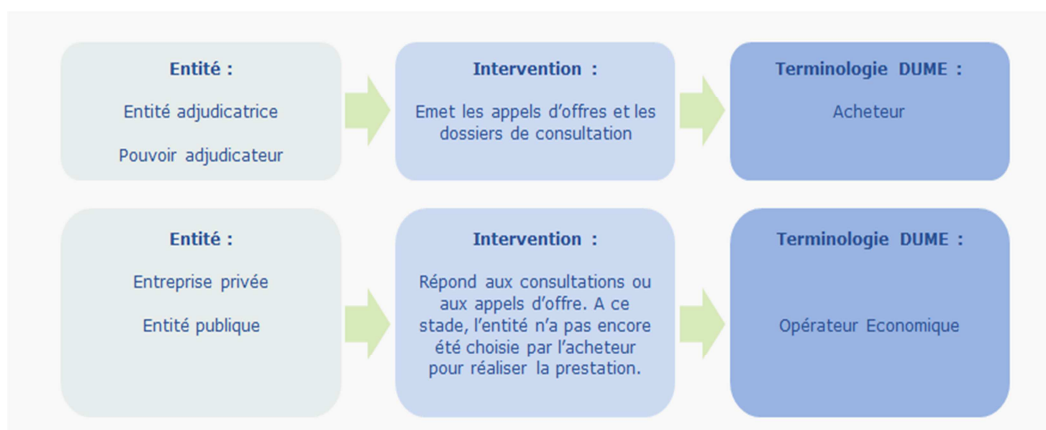 Entité :
Entité adjudicatrice
Pouvoir adjudicateur
Intervention :
Emet les appels d'offres et les
dossiers de consultation
Terminologie DUME :
Acheteur
Entité :
Entreprise privée
Entité publique
Intervention :
Répond aux consultations ou
aux appels d'offre. A ce
stade, l'entité n'a pas encore
été choisie par l'acheteur
pour réaliser la prestation.
Terminologie DUME :
Opérateur Economique